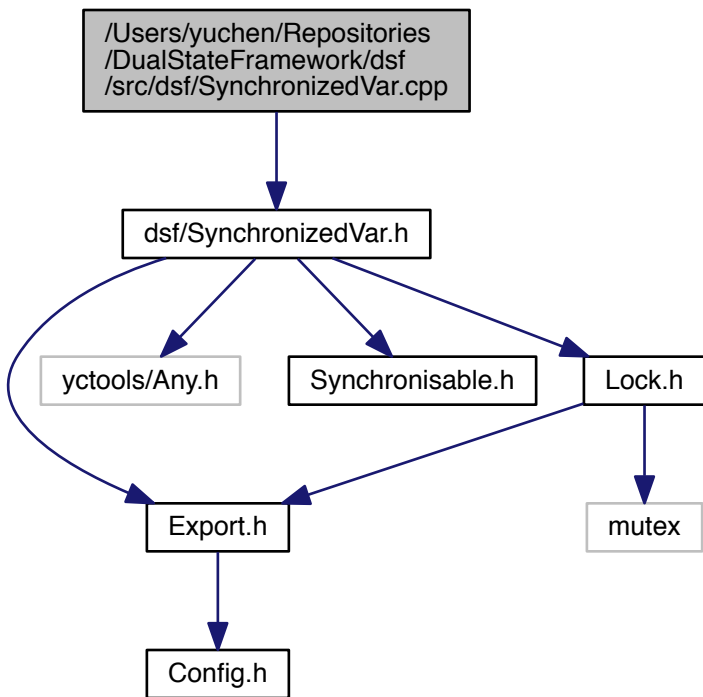 /Users/yuchen/Repositories
/DualStateFramework/dsf
/src/dsf/SynchronizedVar.cpp
dsf/SynchronizedVar.h
yctools/Any.h
Synchronisable.h
Lock.h
Export.h
mutex
Config.h